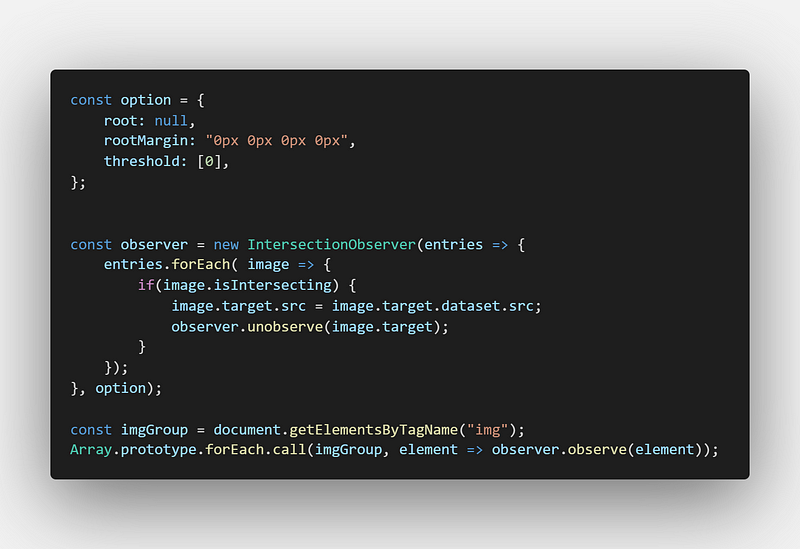 const option = {
    root: null,
    rootMargin: "0px 0px 0px 0px",
    threshold: [0],
};
const observer = new IntersectionObserver(entries => {
    entries.forEach( image => {
        if(image.isIntersecting) {
            image.target.src = image.target.dataset.src;
            observer.unobserve(image.target);
        }
    });
}, option);
const imgGroup = document.getElementsByTagName("img");
Array.prototype.forEach.call(imgGroup, element => observer.observe(element));